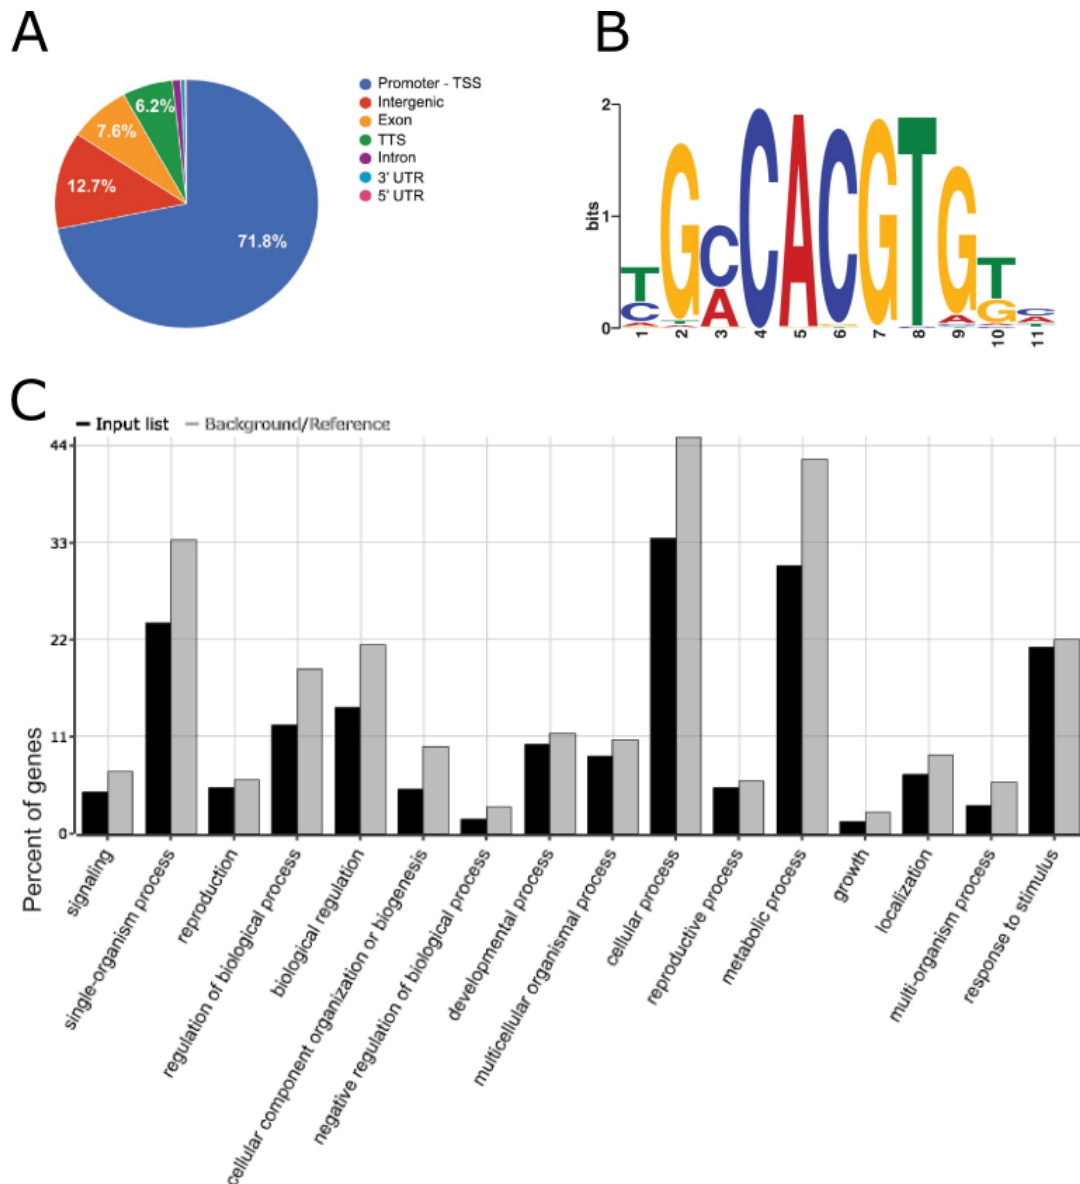 A
Promoter - TSS
Intergenic
Exon
TTS
Intron
3' UTR
5' UTR
6.2%
7.6%
12.7%
71.8%
B
2
1
0
bits
T
C
A
G
C
A
C
A
C
G
T
G
A
T
G
C
A
1 2 3 4 5 6 7 8 9 10 11
C
Input list Background/Reference
44
33
22
11
0
Percent of genes
signaling
single-organism process
reproduction
regulation of biological process
biological regulation
cellular component organization or biogenesis
negative regulation of biological process
developmental process
multicellular organismal process
cellular process
reproductive process
metabolic process
growth
localization
multi-organism process
response to stimulus